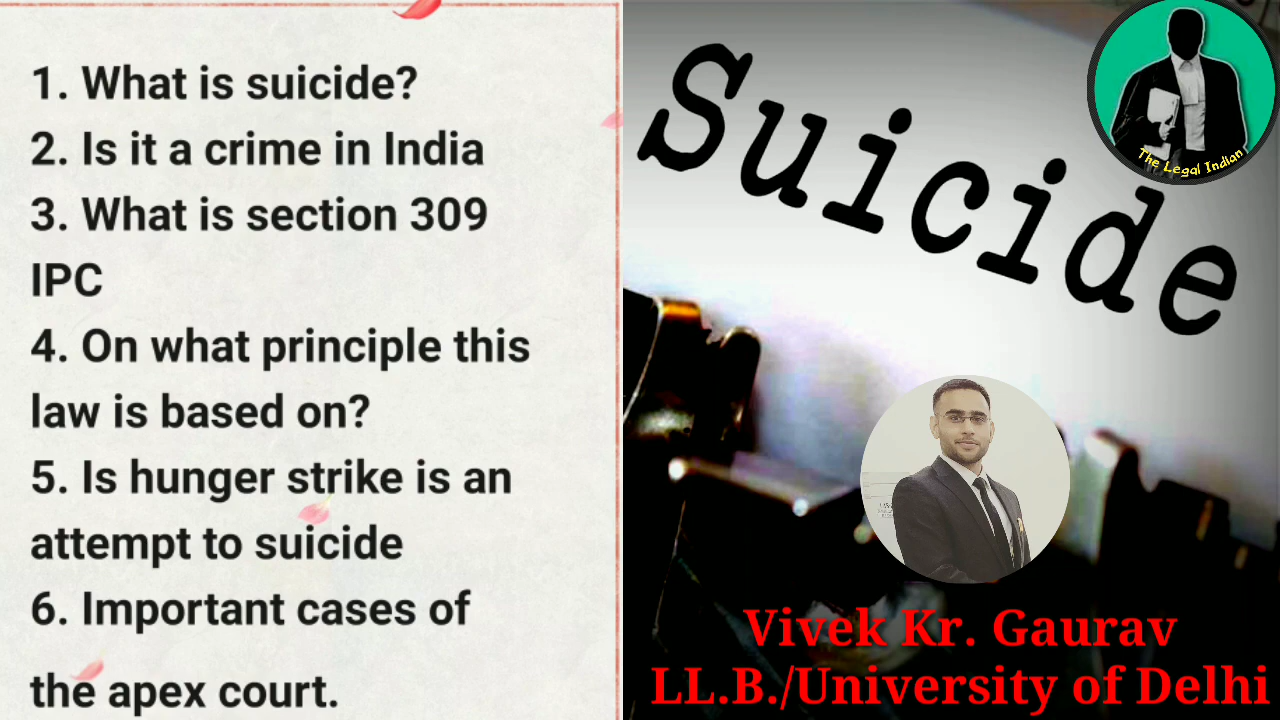 1. What is suicide?
2. Is it a crime in India
3. What is section 309
IPC
4. On what principle this
law is based on?
5. Is hunger strike is an
attempt to suicide
6. Important cases of
the apex court.
Suicide
The Legal Indian
Vivek Kr. Gaurav
LL.B./University of Delhi